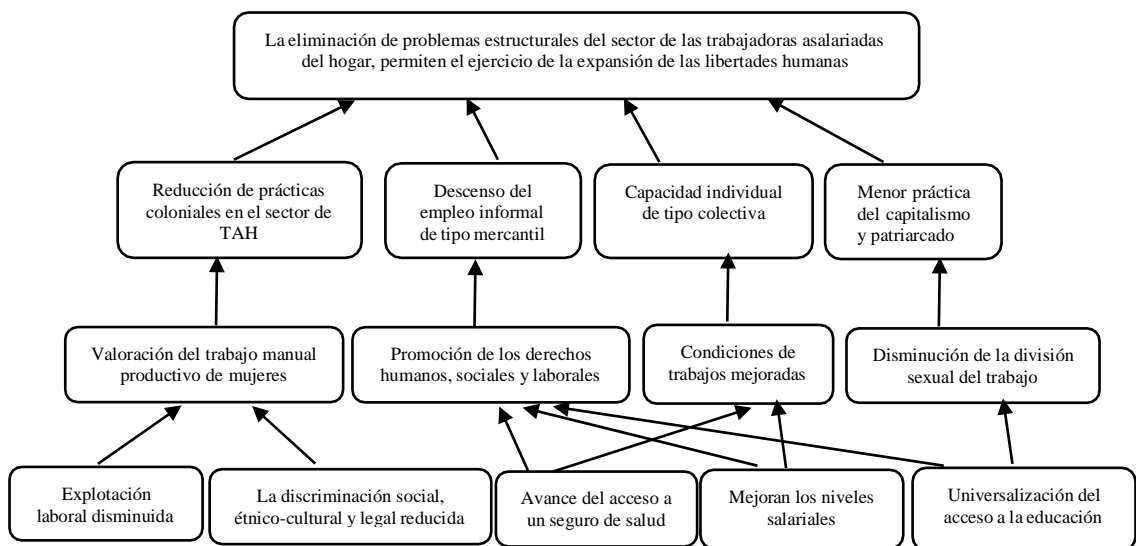 La eliminación de problemas estructurales del sector de las trabajadoras asalariadas
del hogar, permiten el ejercicio de la expansión de las libertades humanas
Reducción de prácticas
coloniales en el sector de
TAH
Descenso del
empleo informal
de tipo mercantil
Capacidad individual
de tipo colectiva
Menor práctica
del capitalismo
y patriarcado
Valoración del trabajo manual
productivo de mujeres
Promoción de los derechos
humanos, sociales y laborales
Condiciones de
trabajos mejoradas
Disminución de la división
sexual del trabajo
Explotación
laboral disminuida
La discriminación social,
étnico-cultural y legal reducida
Avance del acceso a
un seguro de salud
Mejoran los niveles
salariales
Universalización del
acceso a la educación